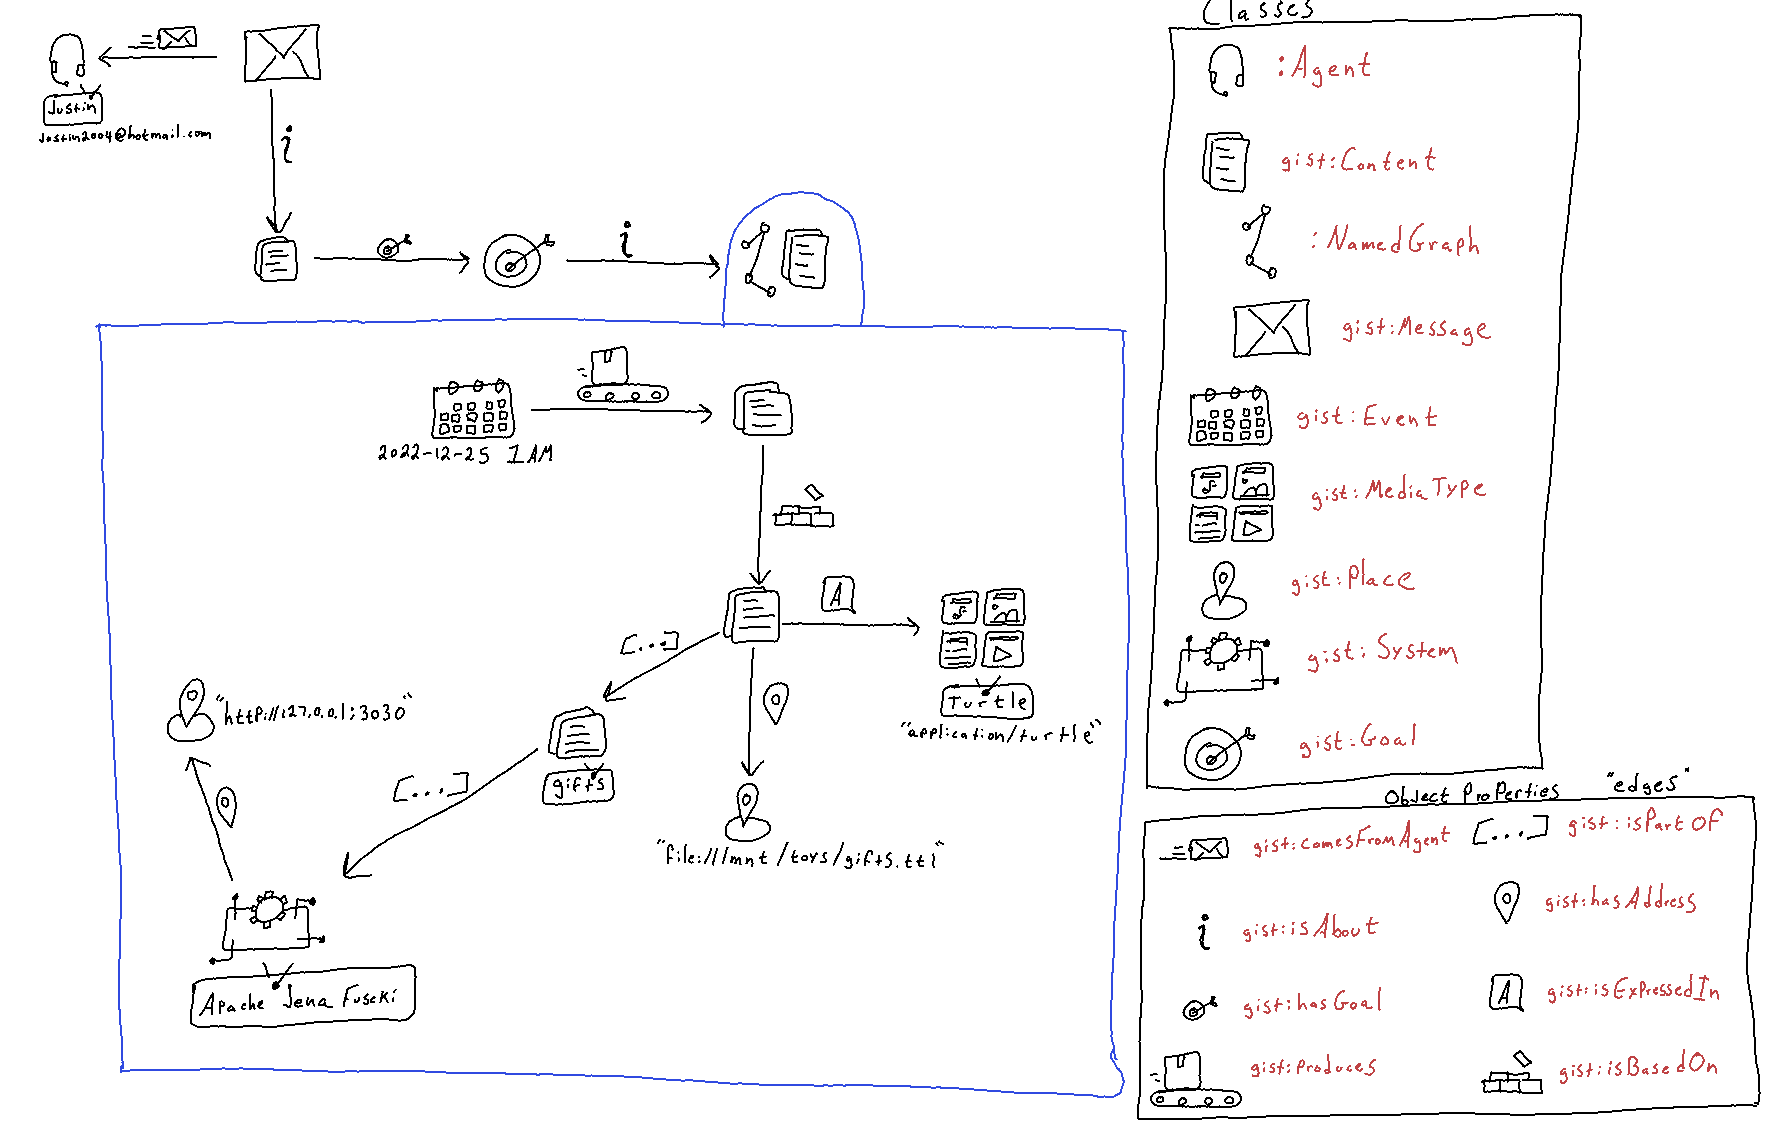 Justin
Justin2004@hotmail.com
i
i
2022-12-25 1AM
A
[...]
"http://127.0.0.1:3030"
[...]
gifts
Turtle
"application/turtle"
"file:///mnt/toys/gifts.ttl"
Apache Jena Fuseki
Classes
:Agent
gist:Content
:NamedGraph
gist:Message
gist:Event
gist:MediaType
gist:Place
gist:System
gist:Goal
Object Properties "edges"
gist:comesFromAgent
[...] gist:isPartOf
i gist:isAbout
gist:hasAddress
gist:hasGoal
A gist:isExpressedIn
gist:produces
gist:isBasedOn